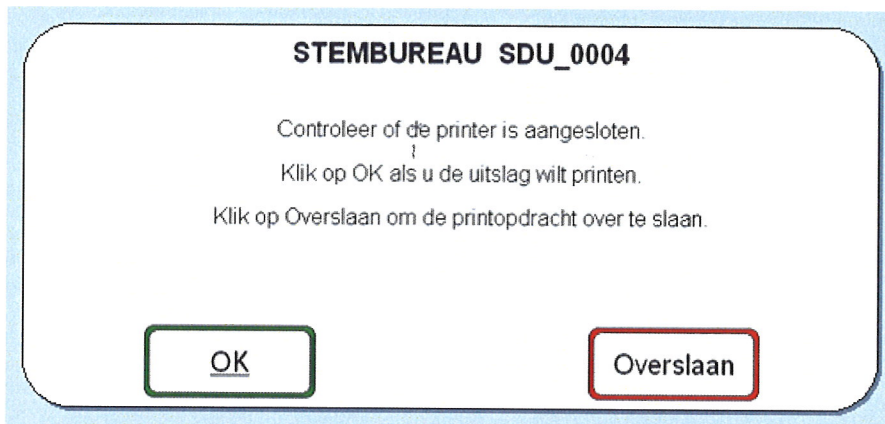 STEMBUREAU SDU_0004
Controleer of de printer is aangesloten.
Klik op OK als u de uitslag wilt printen.
Klik op Overslaan om de printopdracht over te slaan.
OK
Overslaan